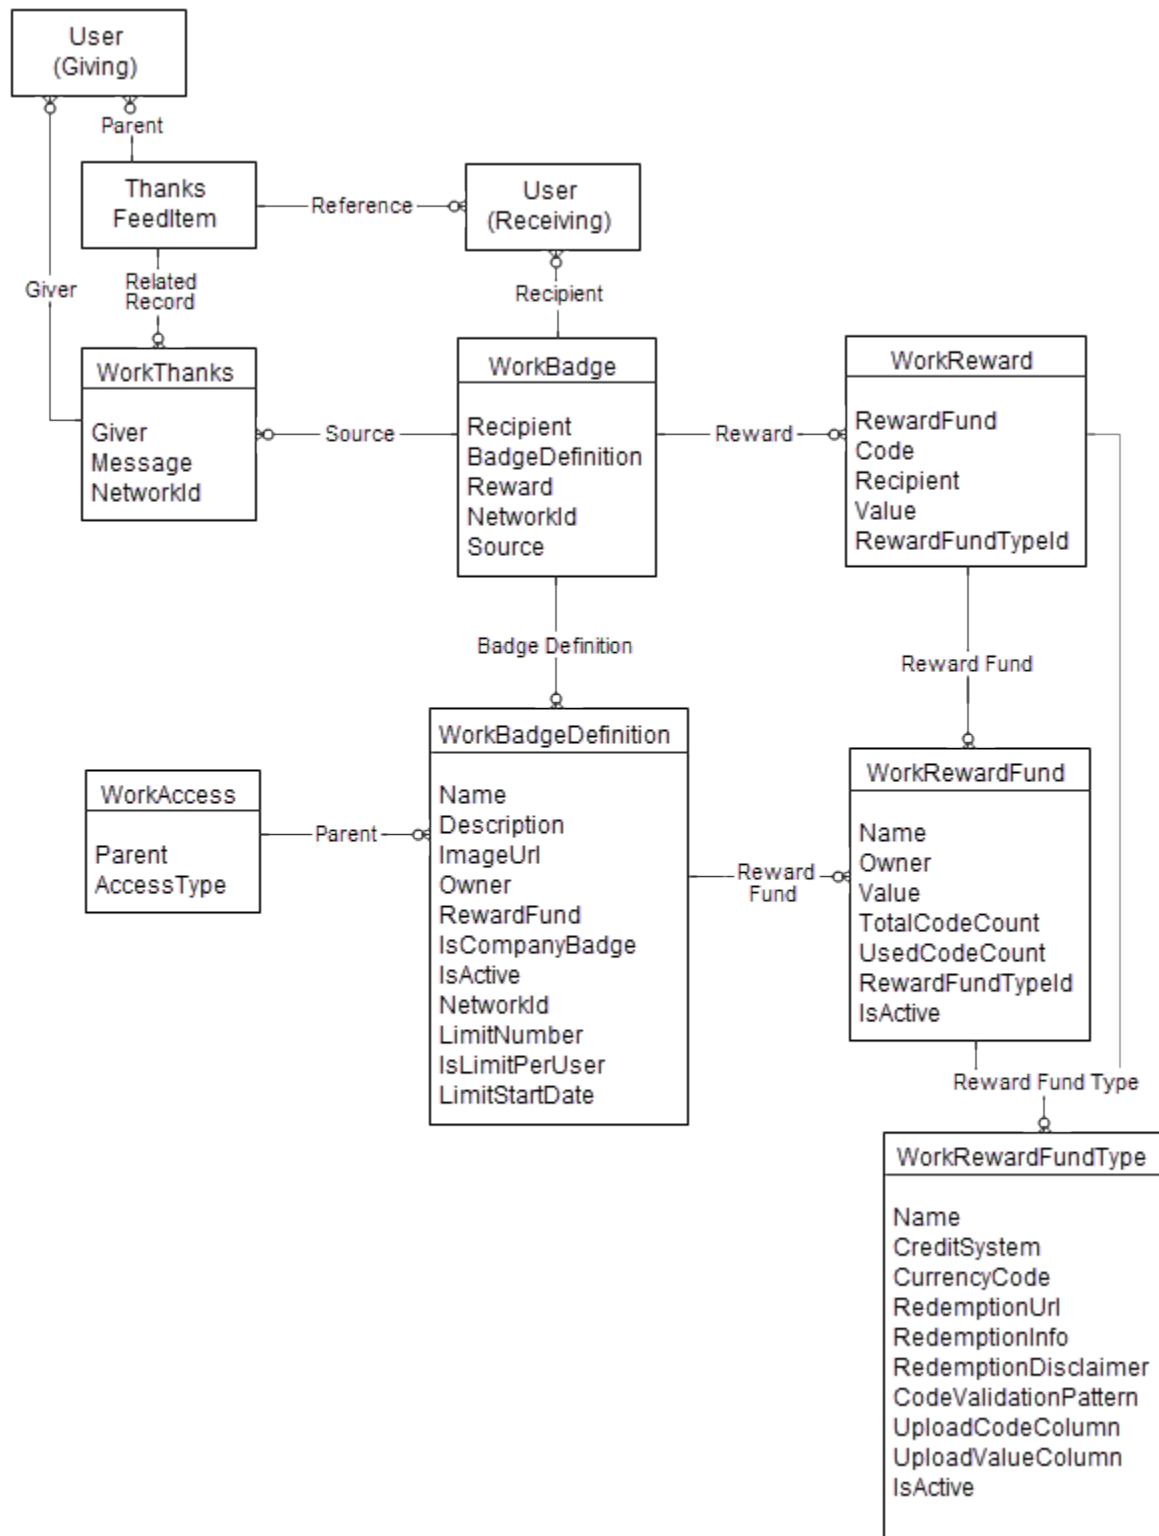 User
(Giving)
Parent
Thanks
FeedItem
Reference
User
(Receiving)
Giver
Related
Record
Recipient
WorkThanks
Giver
Message
NetworkId
Source
WorkBadge
Recipient
BadgeDefinition
Reward
NetworkId
Source
Reward
WorkReward
RewardFund
Code
Recipient
Value
RewardFundTypeId
Badge Definition
Reward Fund
WorkAccess
Parent
AccessType
Parent
WorkBadgeDefinition
Name
Description
ImageUrl
Owner
RewardFund
IsCompanyBadge
IsActive
NetworkId
LimitNumber
IsLimitPerUser
LimitStartDate
Reward
Fund
WorkRewardFund
Name
Owner
Value
TotalCodeCount
UsedCodeCount
RewardFundTypeId
IsActive
Reward Fund Type
WorkRewardFundType
Name
CreditSystem
CurrencyCode
RedemptionUrl
RedemptionInfo
RedemptionDisclaimer
CodeValidationPattern
UploadCodeColumn
UploadValueColumn
IsActive